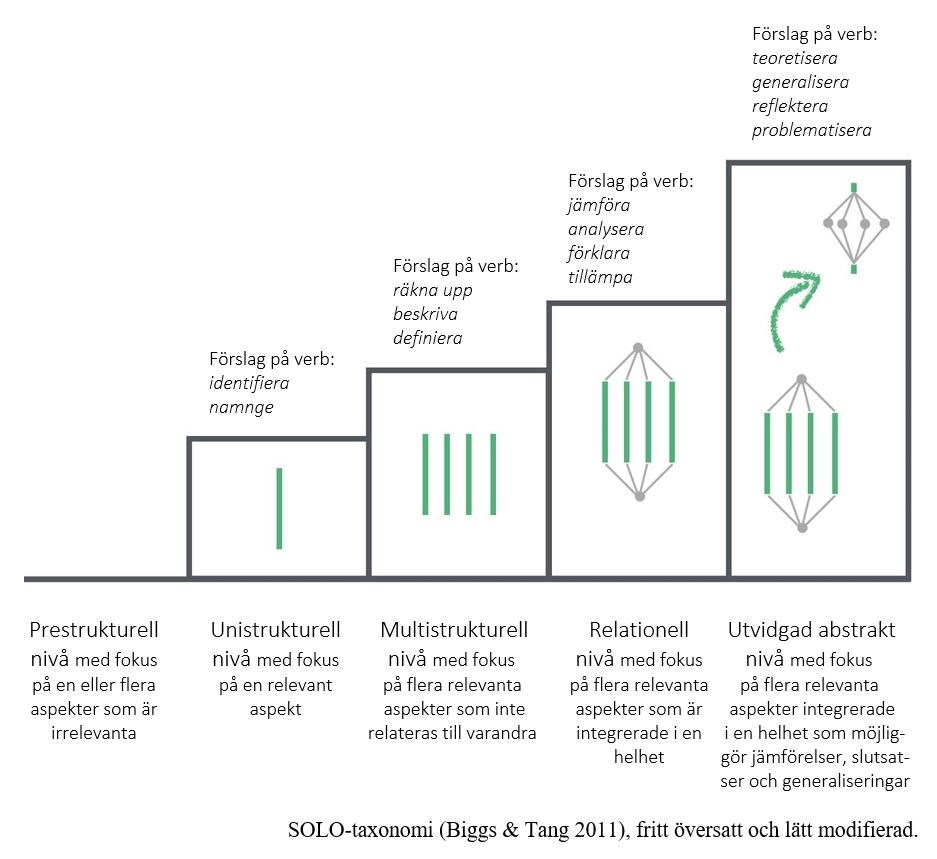 Förslag på verb:
teoretisera
generalisera
reflektera
problematisera
Förslag på verb:
jämföra
analysera
förklara
tillämpa
Förslag på verb:
räkna upp
beskriva
definiera
Förslag på verb:
identifiera
namnge
Prestrukturell
nivå med fokus
på en eller flera
aspekter som är
irrelevanta
Unistrukturell
nivå med fokus
på en relevant
aspekt
Multistrukturell
nivå med fokus
på flera relevanta
aspekter som inte
relateras till varandra
Relationell
nivå med fokus
på flera relevanta
aspekter som är
integrerade i en
helhet
Utvidgad abstrakt
nivå med fokus
på flera relevanta
aspekter integrerade
i en helhet som möjlig-
gör jämförelser, slutsat-
ser och generaliseringar
SOLO-taxonomi (Biggs & Tang 2011), fritt översatt och lätt modifierad.